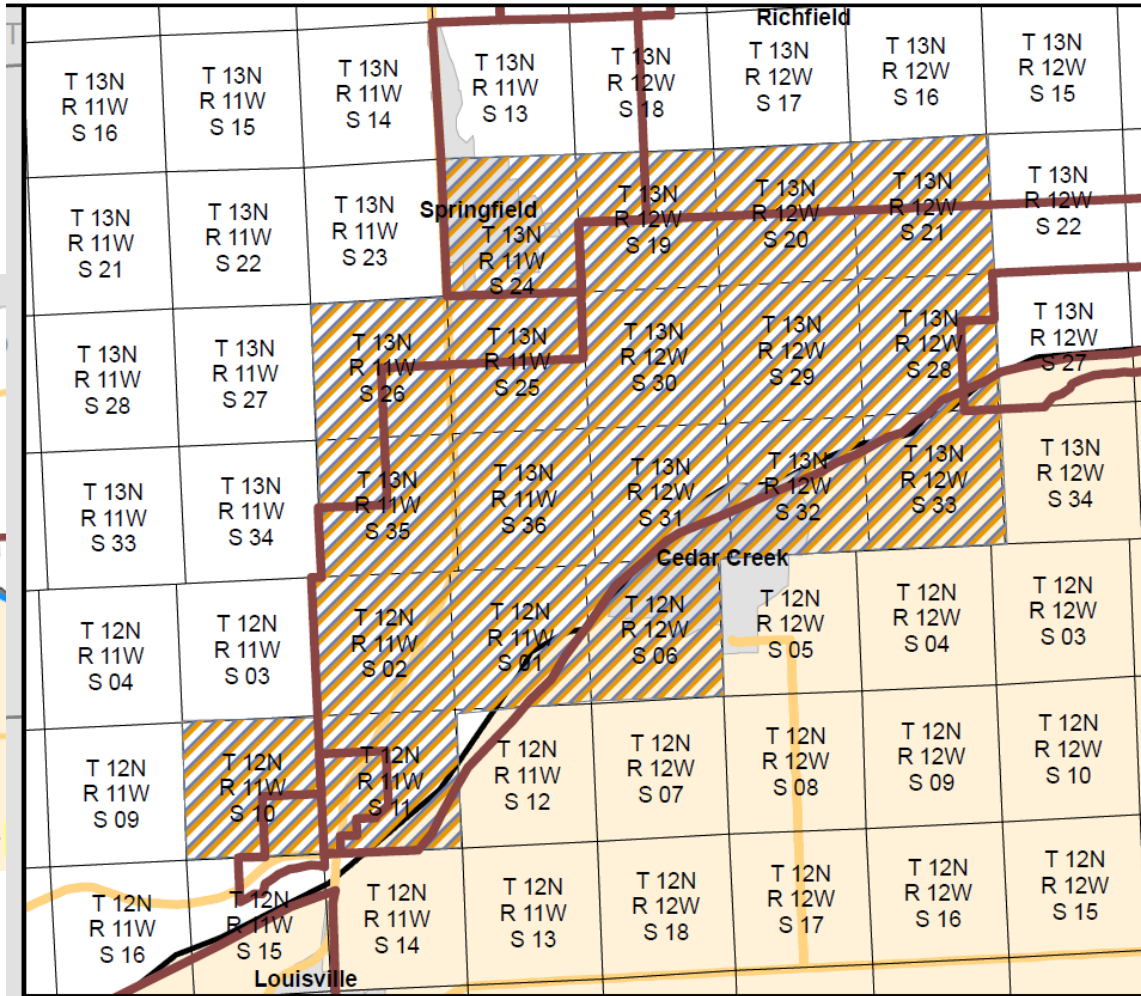 Richfield
T 13N
R 11W
S 16
T 13N
R 11W
S 15
T 13N
R 11W
S 14
T 13N
R 11W
S 13
T 13N
R 12W
S 18
T 13N
R 12W
S 17
T 13N
R 12W
S 16
T 13N
R 12W
S 15
T 13N
R 11W
S 21
T 13N
R 11W
S 22
T 13N
R 11W
S 23
Springfield
T 13N
R 11W
S 24
T 13N
R 12W
S 19
T 13N
R 12W
S 20
T 13N
R 12W
S 21
T 13N
R 12W
S 22
T 13N
R 11W
S 28
T 13N
R 11W
S 27
T 13N
R 11W
S 26
T 13N
R 11W
S 25
T 13N
R 12W
S 30
T 13N
R 12W
S 29
T 13N
R 12W
S 28
T 13N
R 12W
S 27
T 13N
R 11W
S 33
T 13N
R 11W
S 34
T 13N
R 11W
S 35
T 13N
R 11W
S 36
T 13N
R 12W
S 31
T 13N
R 12W
S 32
T 13N
R 12W
S 33
T 13N
R 12W
S 34
Cedar Creek
T 12N
R 11W
S 04
T 12N
R 11W
S 03
T 12N
R 11W
S 02
T 12N
R 11W
S 01
T 12N
R 12W
S 06
T 12N
R 12W
S 05
T 12N
R 12W
S 04
T 12N
R 12W
S 03
T 12N
R 11W
S 09
T 12N
R 11W
S 10
T 12N
R 11W
S 11
T 12N
R 11W
S 12
T 12N
R 12W
S 07
T 12N
R 12W
S 08
T 12N
R 12W
S 09
T 12N
R 12W
S 10
T 12N
R 11W
S 16
T 12N
R 11W
S 15
T 12N
R 11W
S 14
T 12N
R 11W
S 13
T 12N
R 12W
S 18
T 12N
R 12W
S 17
T 12N
R 12W
S 16
T 12N
R 12W
S 15
Louisville